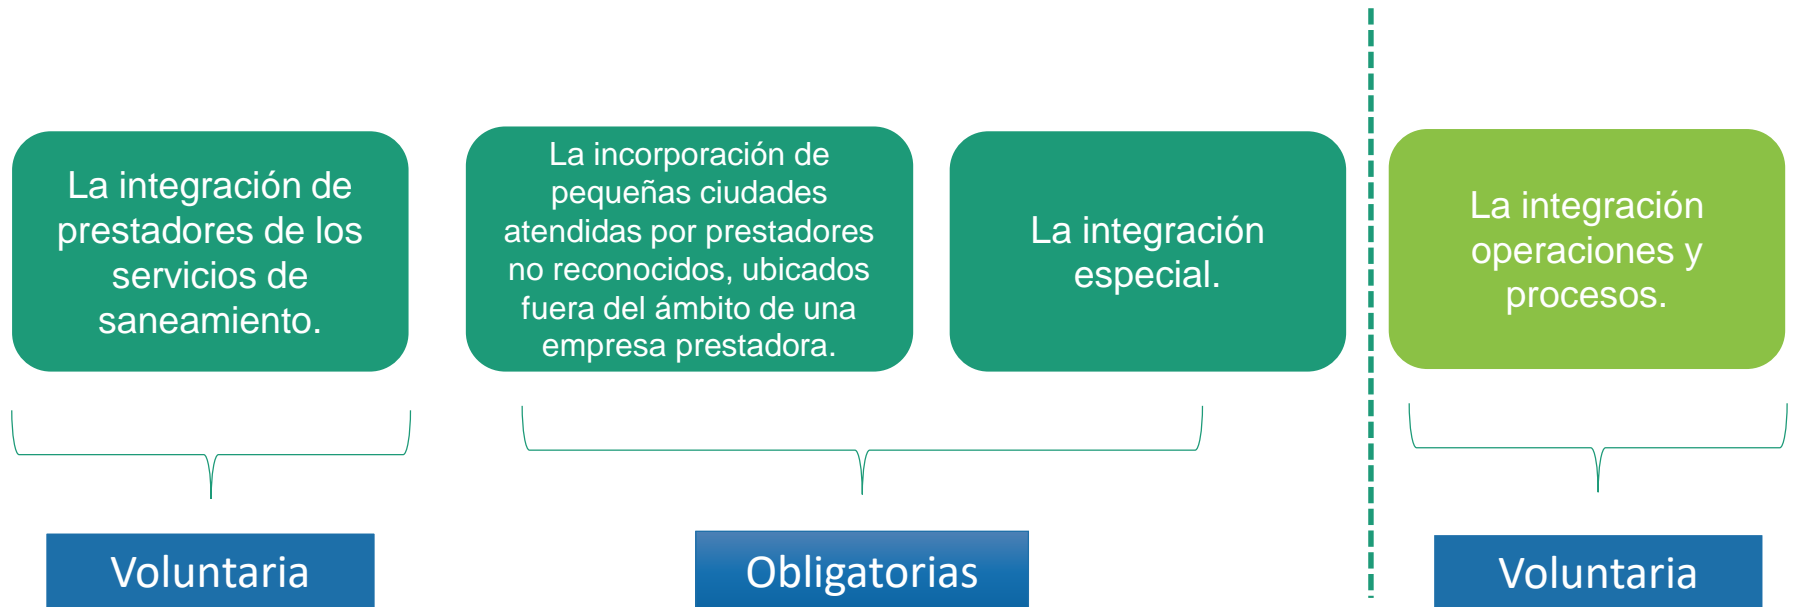 La integración de
prestadores de los
servicios de
saneamiento.
La incorporación de
pequeñas ciudades
atendidas por prestadores
no reconocidos, ubicados
fuera del ámbito de una
empresa prestadora.
La integración
especial.
La integración
operaciones y
procesos.
Voluntaria
Obligatorias
Voluntaria